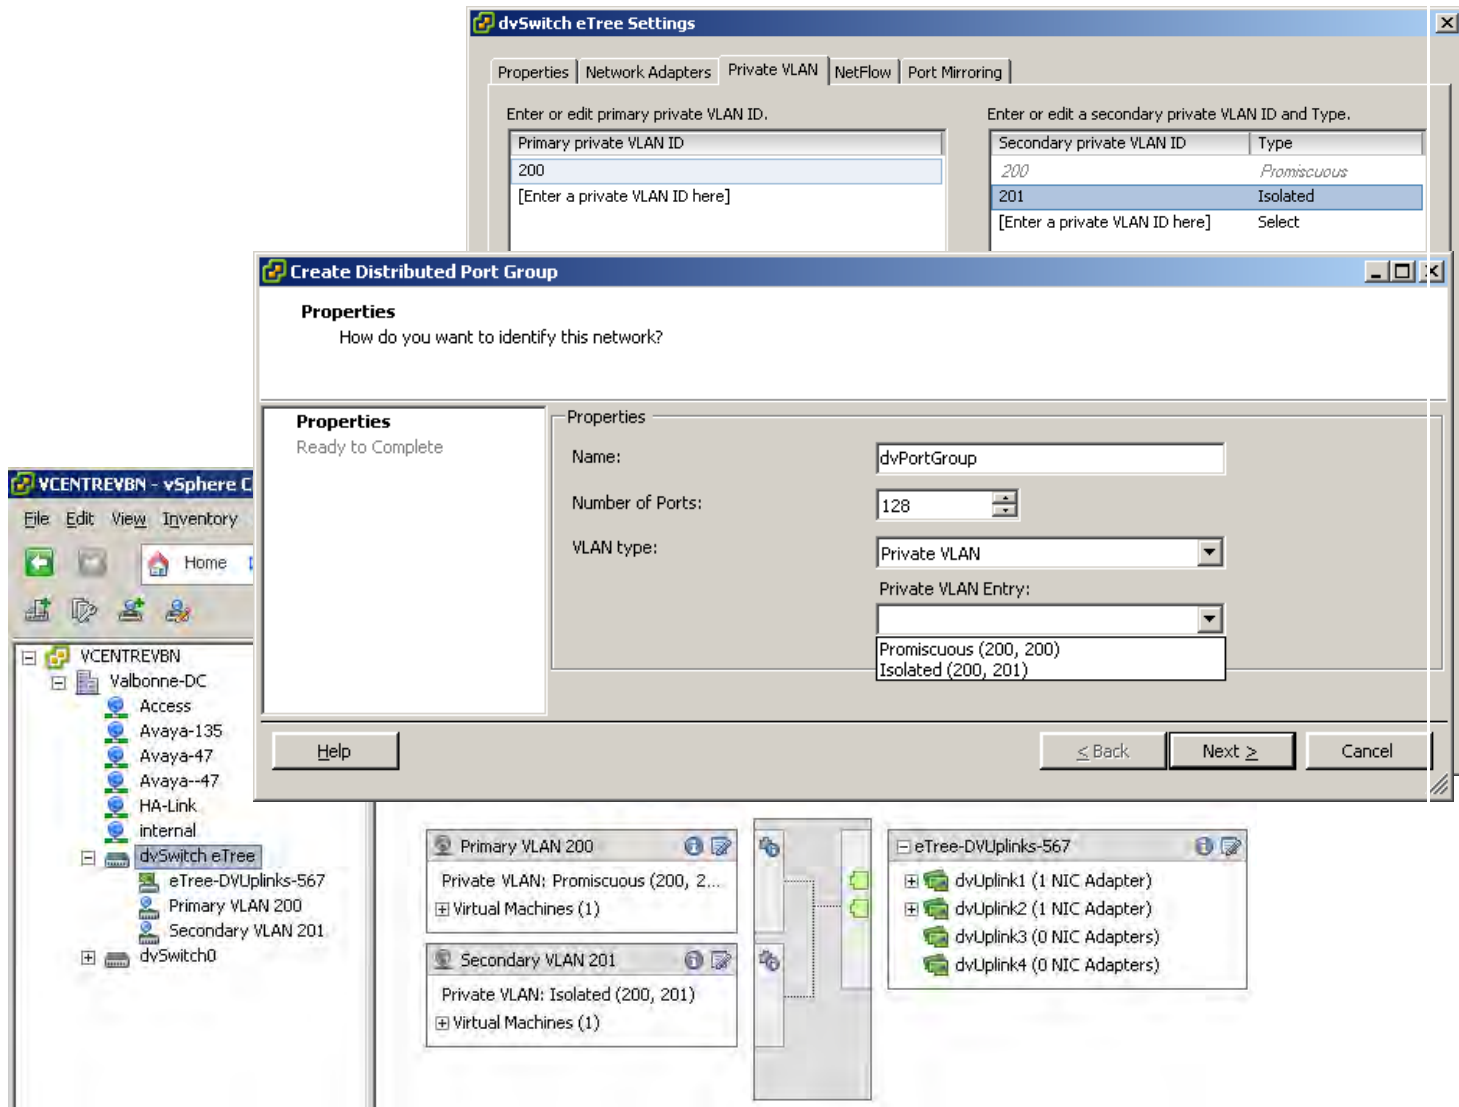 dvSwitch eTree Settings
Properties Network Adapters Private VLAN NetFlow Port Mirroring
Enter or edit primary private VLAN ID.
Primary private VLAN ID
200
[Enter a private VLAN ID here]
Enter or edit a secondary private VLAN ID and Type.
Secondary private VLAN ID Type
200 Promiscuous
201 Isolated
[Enter a private VLAN ID here] Select
Create Distributed Port Group
Properties
How do you want to identify this network?
Properties
Ready to Complete
Properties
Name: dvPortGroup
Number of Ports: 128
VLAN type: Private VLAN
Private VLAN Entry:
Promiscuous (200, 200)
Isolated (200, 201)
Help < Back Next > Cancel
VCENTREVBN - vSphere C
File Edit View Inventory
Home
VCENTREVBN
Valbonne-DC
Access
Avaya-135
Avaya-47
Avaya--47
HA-Link
internal
dvSwitch eTree
eTree-DVUplinks-567
Primary VLAN 200
Secondary VLAN 201
dvSwitch0
Primary VLAN 200
Private VLAN: Promiscuous (200, 2...
Virtual Machines (1)
Secondary VLAN 201
Private VLAN: Isolated (200, 201)
Virtual Machines (1)
eTree-DVUplinks-567
dvUplink1 (1 NIC Adapter)
dvUplink2 (1 NIC Adapter)
dvUplink3 (0 NIC Adapters)
dvUplink4 (0 NIC Adapters)